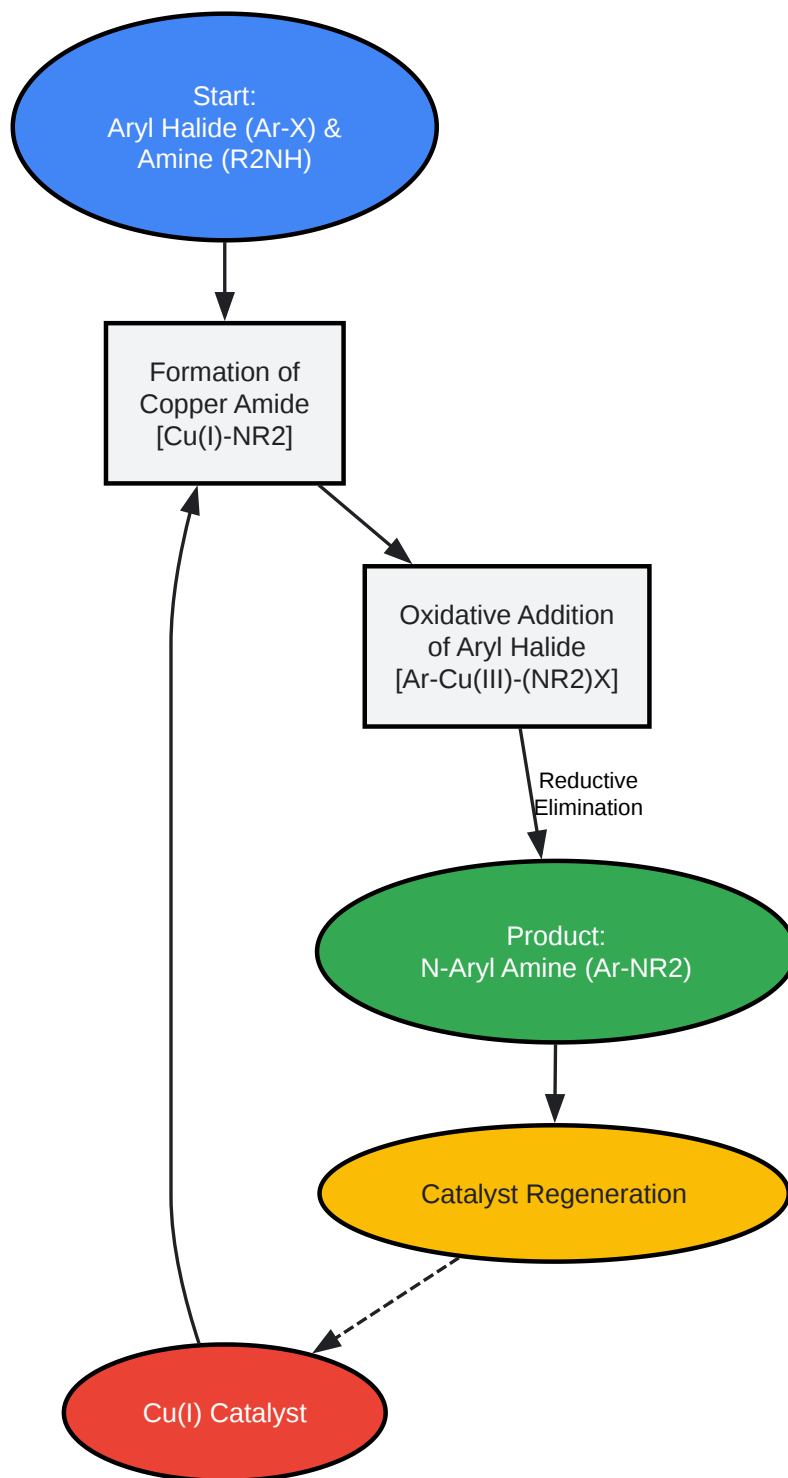 Start:
Aryl Halide (Ar-X) &
Amine (R2NH)
Formation of
Copper Amide
[Cu(I)-NR2]
Oxidative Addition
of Aryl Halide
[Ar-Cu(III)-(NR2)X]
Reductive
Elimination
Product:
N-Aryl Amine (Ar-NR2)
Catalyst Regeneration
Cu(I) Catalyst